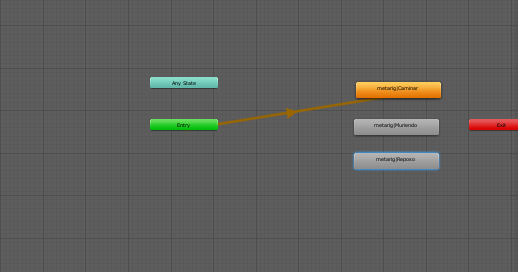 Any State
metarig|Caminar
Entry
metarig|Muriendo
Exit
metarig|Reposo